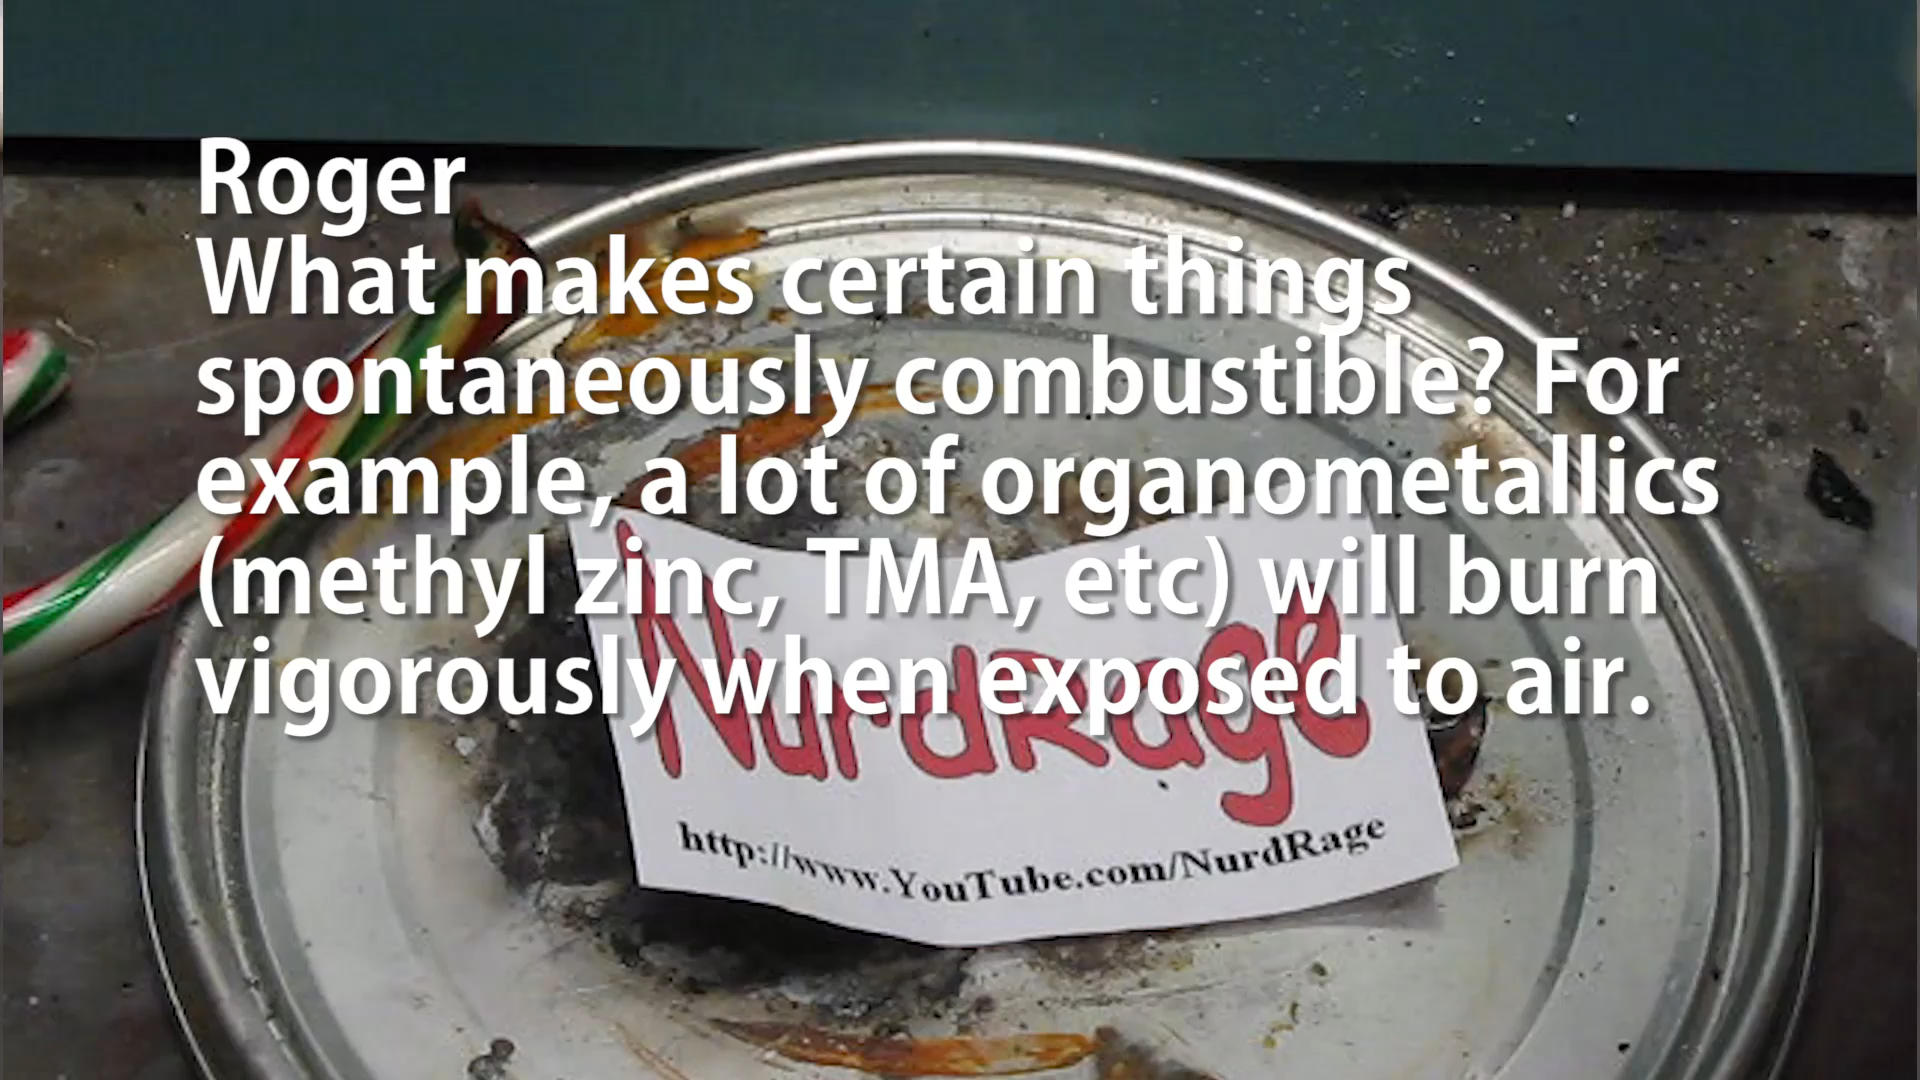 Roger
What makes certain things
spontaneously combustible? For
example, a lot of organometallics
(methyl zinc, TMA, etc) will burn
vigorously when exposed to air.
NurdRage
http://www.YouTube.com/NurdRage